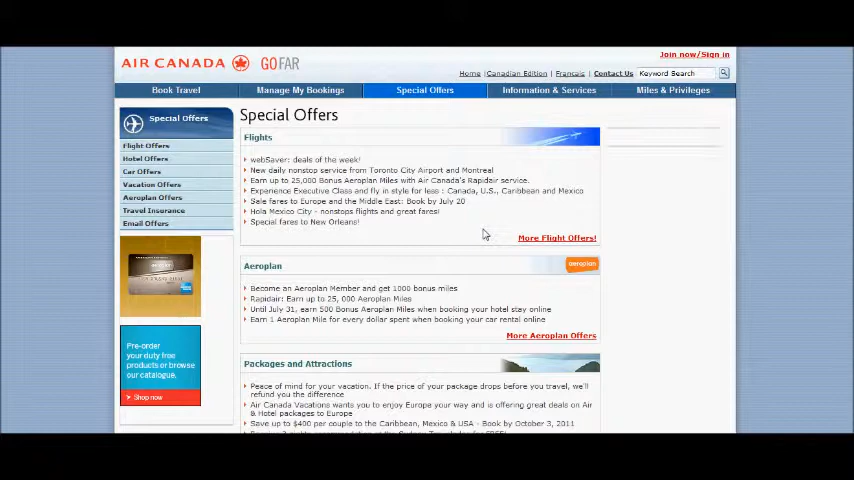 Join now/Sign in
AIR CANADA GO FAR
Home Canadian Edition Français Contact Us Keyword Search
Book Travel Manage My Bookings Special Offers Information & Services Miles & Privileges
Special Offers
Flight Offers
Hotel Offers
Car Offers
Vacation Offers
Aeroplan Offers
Travel Insurance
Email Offers
Pre-order
your duty free
products or browse
our catalogue.
Shop now
Special Offers
Flights
webSaver: deals of the week!
New daily nonstop service from Toronto City Airport and Montreal
Earn up to 25,000 Bonus Aeroplan Miles with Air Canada's Rapidair service.
Experience Executive Class and fly in style for less : Canada, U.S., Caribbean and Mexico
Sale fares to Europe and the Middle East: Book by July 20
Hola Mexico City - nonstops flights and great fares!
Special fares to New Orleans!
More Flight Offers!
Aeroplan
aeroplan
Become an Aeroplan Member and get 1000 bonus miles
Rapidair: Earn up to 25, 000 Aeroplan Miles
Until July 31, earn 500 Bonus Aeroplan Miles when booking your hotel stay online
Earn 1 Aeroplan Mile for every dollar spent when booking your car rental online
More Aeroplan Offers
Packages and Attractions
Peace of mind for your vacation. If the price of your package drops before you travel, we'll
refund you the difference
Air Canada Vacations wants you to enjoy Europe your way and is offering great deals on Air
& Hotel packages to Europe
Save up to $400 per couple to the Caribbean, Mexico & USA - Book by October 3, 2011